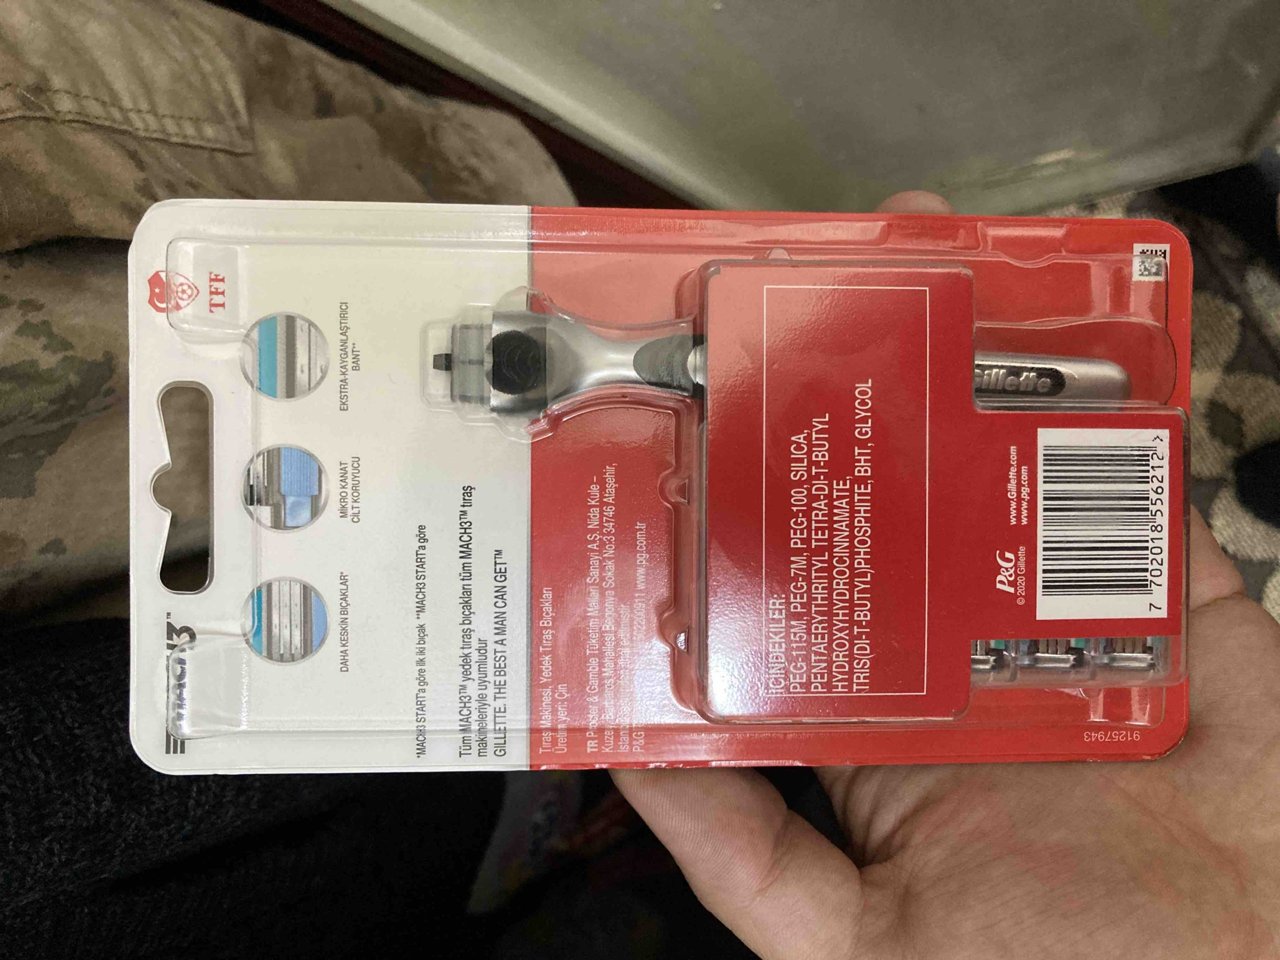 MACH3™
TFF
DAHA KESKİN BIÇAKLAR*
MİKRO KANAT
CİLT KORUYUCU
EKSTRA-KAYGANLAŞTIRICI
BANT**
*MACH3 START'a göre ilk iki bıçak **MACH3 START'a göre
Tüm MACH3™ yedek tıraş bıçakları tüm MACH3™ tıraş
makineleriyle uyumludur
GILLETTE. THE BEST A MAN CAN GET™
Tıraş Makinesi, Yedek Tıraş Bıçakları
Üretim yeri: Çin
TR Procter & Gamble Tüketim Malları Sanayi A.Ş. Nida Kule –
Kuzey, Barbaros Mahallesi Begonya Sokak No:3 34746 Ataşehir,
İstanbul
P&G www.pg.com.tr
İÇİNDEKİLER:
PEG-115M, PEG-7M, PEG-100, SILICA,
PENTAERYTHRITYL TETRA-DI-T-BUTYL
HYDROXYHYDROCINNAMATE,
TRIS(DI-T-BUTYL)PHOSPHITE, BHT, GLYCOL
Gillette
P&G
© 2020 Gillette
www.Gillette.com
www.pg.com
7 702018 556212 >
91257943